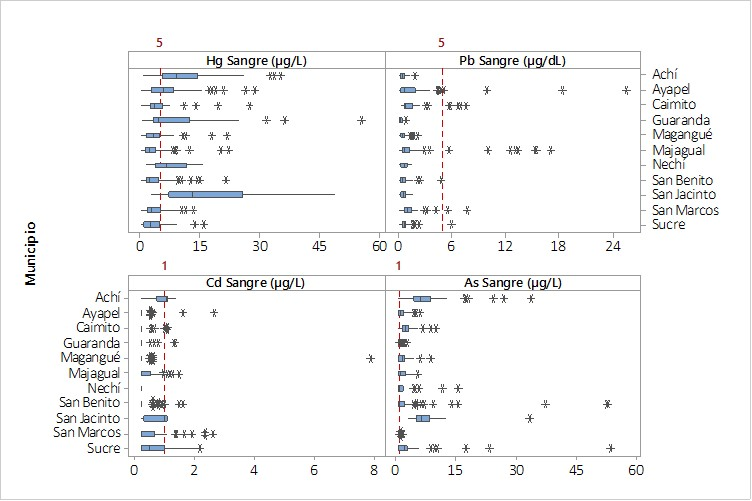 5 5
Hg Sangre (µg/L) Pb Sangre (µg/dL)
Achí
Ayapel
Caimito
Guaranda
Magangué
Majagual
Nechí
San Benito
San Jacinto
San Marcos
Sucre
0 15 30 45 60 0 6 12 18 24
Municipio
1 1
Cd Sangre (µg/L) As Sangre (µg/L)
Achí
Ayapel
Caimito
Guaranda
Magangué
Majagual
Nechí
San Benito
San Jacinto
San Marcos
Sucre
0 2 4 6 8 0 15 30 45 60